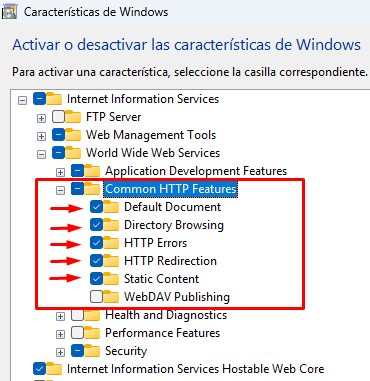 Características de Windows
Activar o desactivar las características de Windows
Para activar una característica, seleccione la casilla correspondiente.
Internet Information Services
FTP Server
Web Management Tools
World Wide Web Services
Application Development Features
Common HTTP Features
Default Document
Directory Browsing
HTTP Errors
HTTP Redirection
Static Content
WebDAV Publishing
Health and Diagnostics
Performance Features
Security
Internet Information Services Hostable Web Core